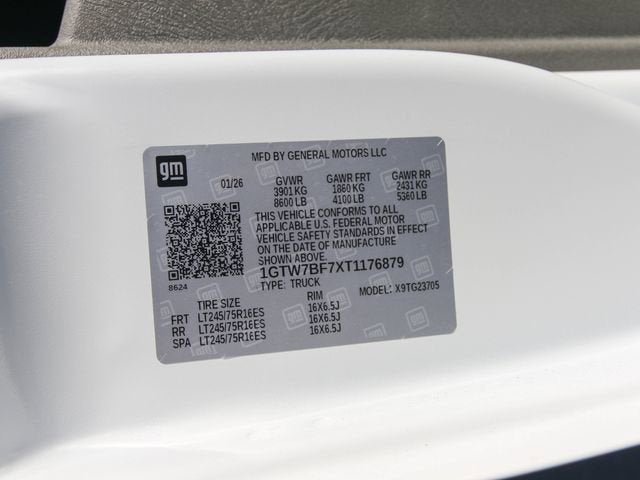 gm
MFD BY GENERAL MOTORS LLC
01/26 GVWR GAWR FRT GAWR RR
3901 KG 1860 KG 2431 KG
8600 LB 4100 LB 5360 LB
THIS VEHICLE CONFORMS TO ALL
APPLICABLE U.S. FEDERAL MOTOR
VEHICLE SAFETY STANDARDS IN EFFECT
ON THE DATE OF MANUFACTURE
SHOWN ABOVE.
8624 1GTW7BF7XT1176879
TYPE: TRUCK MODEL: X9TG23705
TIRE SIZE RIM
FRT LT245/75R16ES 16X6.5J
RR LT245/75R16ES 16X6.5J
SPA LT245/75R16ES 16X6.5J